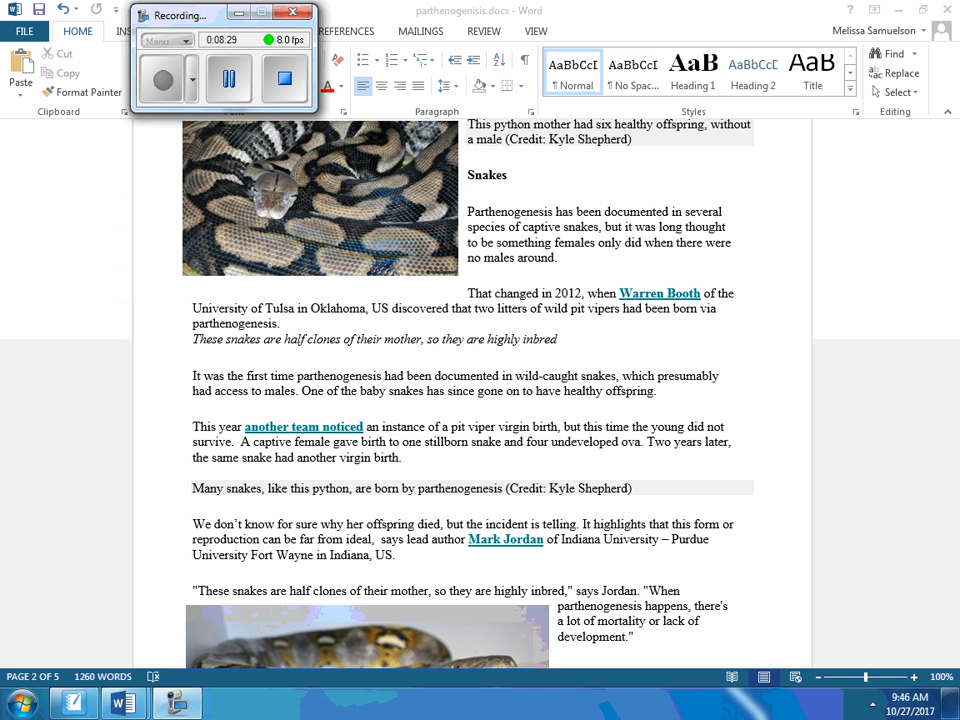 Recording...
Menu
0:08:29
8.0 fps
parthenogenisis.docx - Word
FILE
HOME
INS
REFERENCES
MAILINGS
REVIEW
VIEW
Melissa Samuelson
Paste
Cut
Copy
Format Painter
Clipboard
Paragraph
AaBbCcI
¶ Normal
AaBbCcI
¶ No Spac...
AaB
Heading 1
AaBbCcI
Heading 2
AaB
Title
Styles
Find
Replace
Select
Editing
This python mother had six healthy offspring, without
a male (Credit: Kyle Shepherd)
Snakes
Parthenogenesis has been documented in several
species of captive snakes, but it was long thought
to be something females only did when there were
no males around.
That changed in 2012, when Warren Booth of the
University of Tulsa in Oklahoma, US discovered that two litters of wild pit vipers had been born via
parthenogenesis.
These snakes are half clones of their mother, so they are highly inbred
It was the first time parthenogenesis had been documented in wild-caught snakes, which presumably
had access to males. One of the baby snakes has since gone on to have healthy offspring.
This year another team noticed an instance of a pit viper virgin birth, but this time the young did not
survive.  A captive female gave birth to one stillborn snake and four undeveloped ova. Two years later,
the same snake had another virgin birth.
Many snakes, like this python, are born by parthenogenesis (Credit: Kyle Shepherd)
We don't know for sure why her offspring died, but the incident is telling. It highlights that this form or
reproduction can be far from ideal,  says lead author Mark Jordan of Indiana University – Purdue
University Fort Wayne in Indiana, US.
"These snakes are half clones of their mother, so they are highly inbred," says Jordan. "When
parthenogenesis happens, there's
a lot of mortality or lack of
development."
PAGE 2 OF 5
1260 WORDS
100%
9:46 AM
10/27/2017